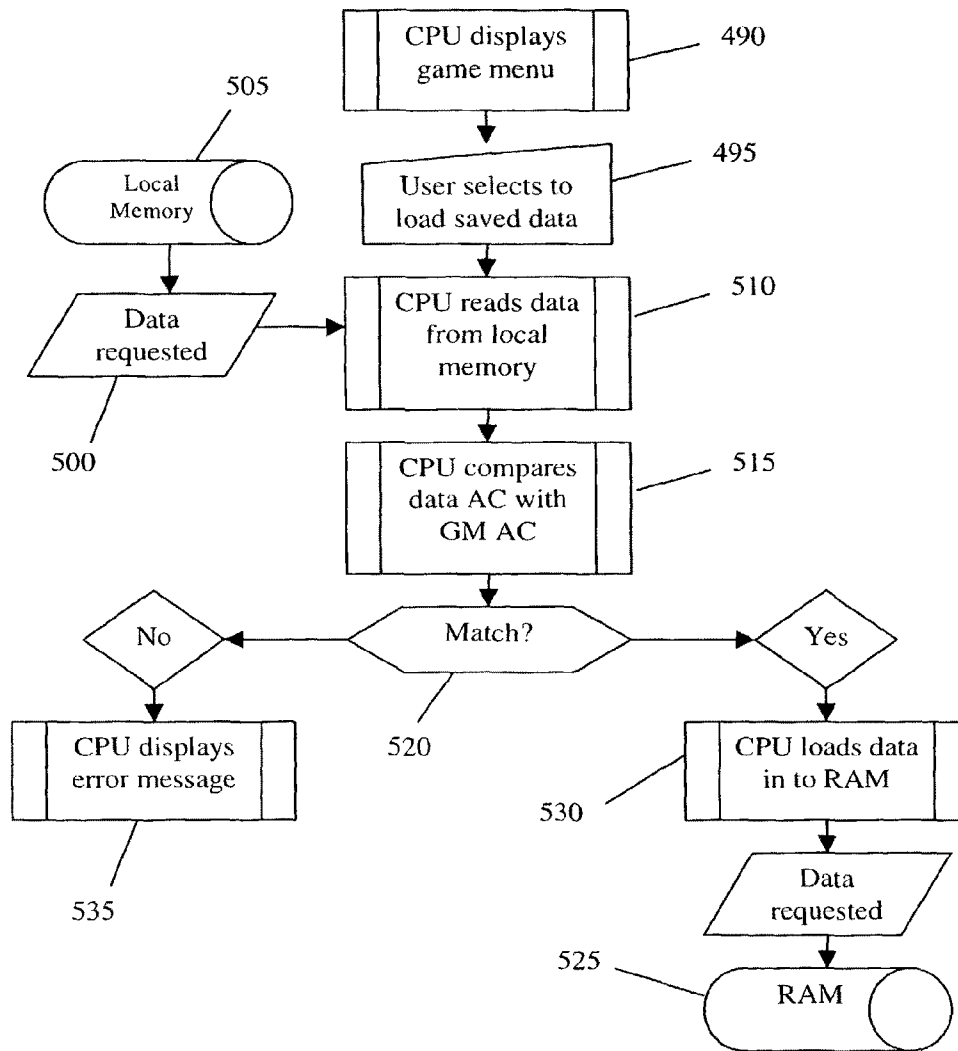 CPU displays
game menu
490
505
495
Local
Memory
User selects to
load saved data
510
Data
requested
CPU reads data
from local
memory
500
515
CPU compares
data AC with
GM AC
No
Match?
Yes
520
CPU displays
error message
CPU loads data
in to RAM
530
535
Data
requested
525
RAM